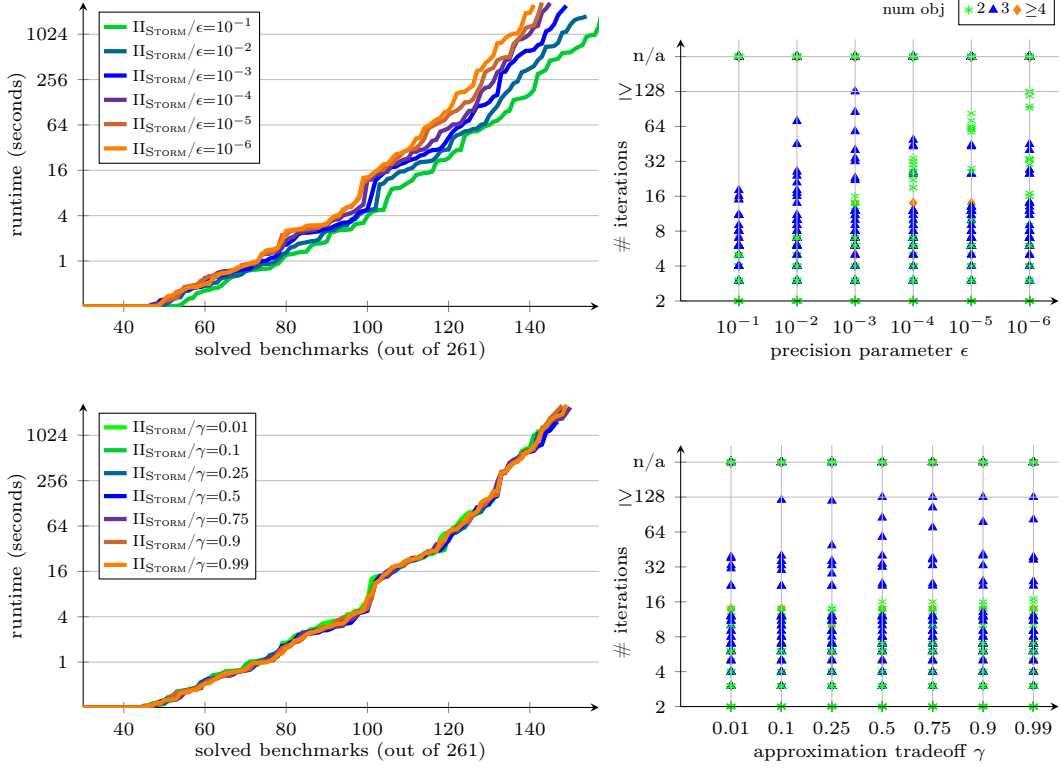 num obj 2 3 ≥4
1024
256
64
16
4
1
runtime (seconds)
II_STORM/ϵ=10⁻¹
II_STORM/ϵ=10⁻²
II_STORM/ϵ=10⁻³
II_STORM/ϵ=10⁻⁴
II_STORM/ϵ=10⁻⁵
II_STORM/ϵ=10⁻⁶
40 60 80 100 120 140
solved benchmarks (out of 261)
n/a
≥128
64
32
16
8
4
2
# iterations
10⁻¹ 10⁻² 10⁻³ 10⁻⁴ 10⁻⁵ 10⁻⁶
precision parameter ϵ
1024
256
64
16
4
1
runtime (seconds)
II_STORM/γ=0.01
II_STORM/γ=0.1
II_STORM/γ=0.25
II_STORM/γ=0.5
II_STORM/γ=0.75
II_STORM/γ=0.9
II_STORM/γ=0.99
40 60 80 100 120 140
solved benchmarks (out of 261)
n/a
≥128
64
32
16
8
4
2
# iterations
0.01 0.1 0.25 0.5 0.75 0.9 0.99
approximation tradeoff γ